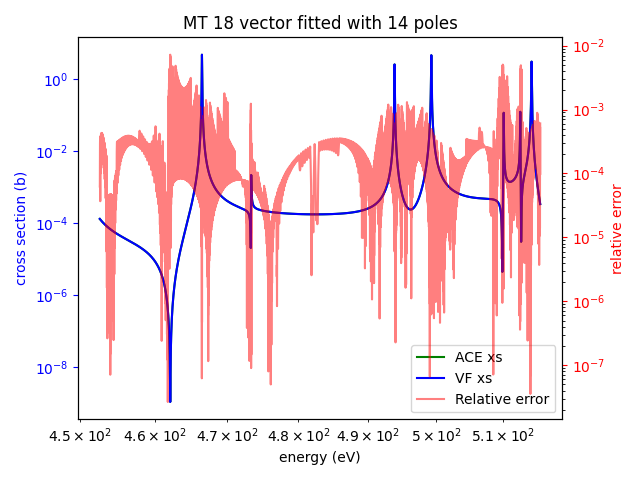 MT 18 vector fitted with 14 poles
10⁰
10⁻²
10⁻⁴
10⁻⁶
10⁻⁸
cross section (b)
10⁻²
10⁻³
10⁻⁴
10⁻⁵
10⁻⁶
10⁻⁷
relative error
ACE xs
VF xs
Relative error
4.5 × 10² 4.6 × 10² 4.7 × 10² 4.8 × 10² 4.9 × 10² 5 × 10² 5.1 × 10²
energy (eV)